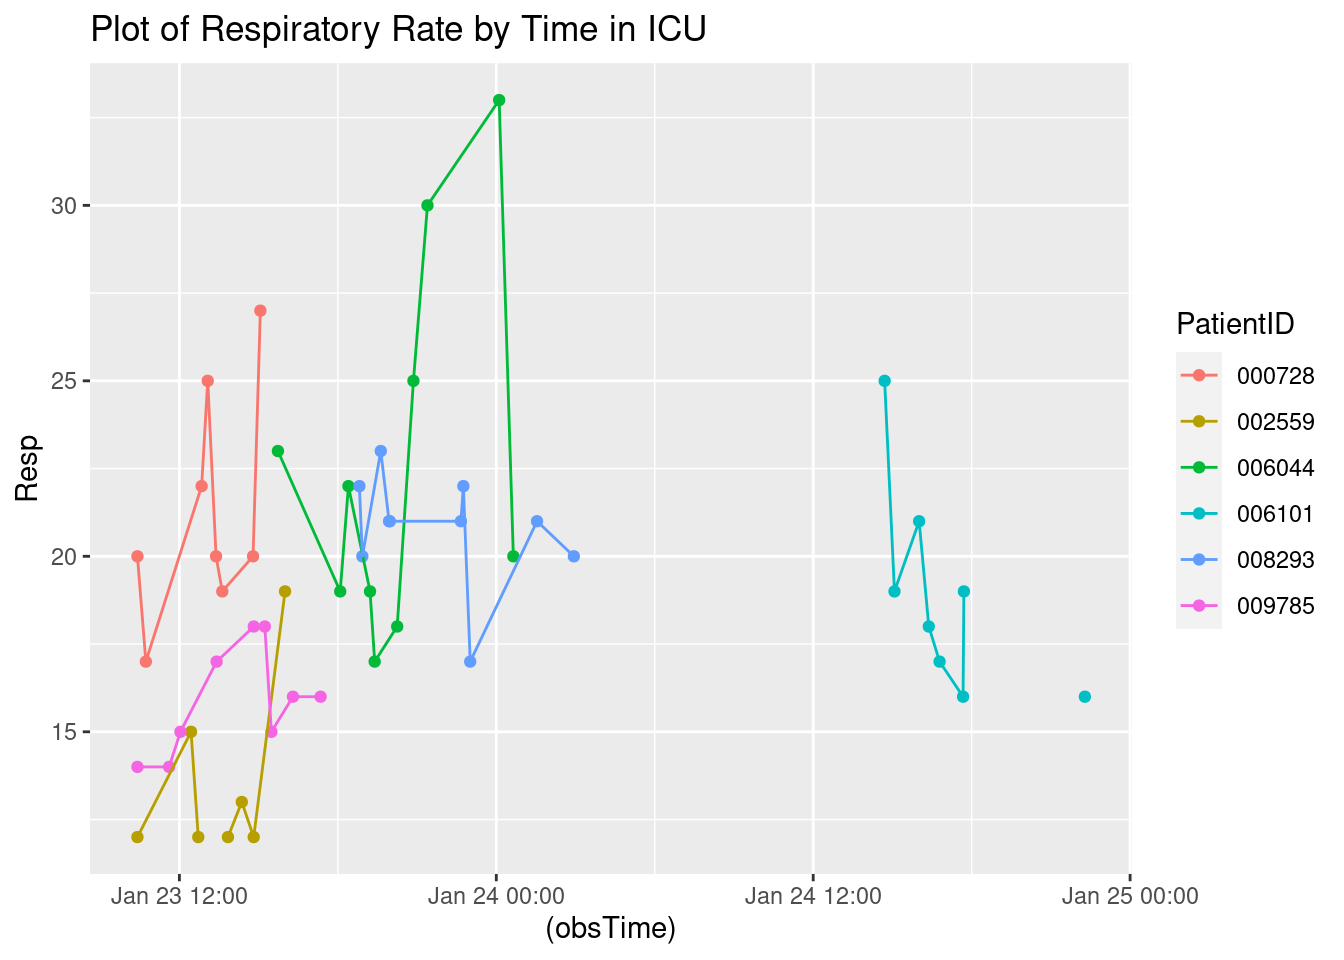 Plot of Respiratory Rate by Time in ICU
30
25
20
15
Resp
Jan 23 12:00
Jan 24 00:00
Jan 24 12:00
Jan 25 00:00
(obsTime)
PatientID
000728
002559
006044
006101
008293
009785